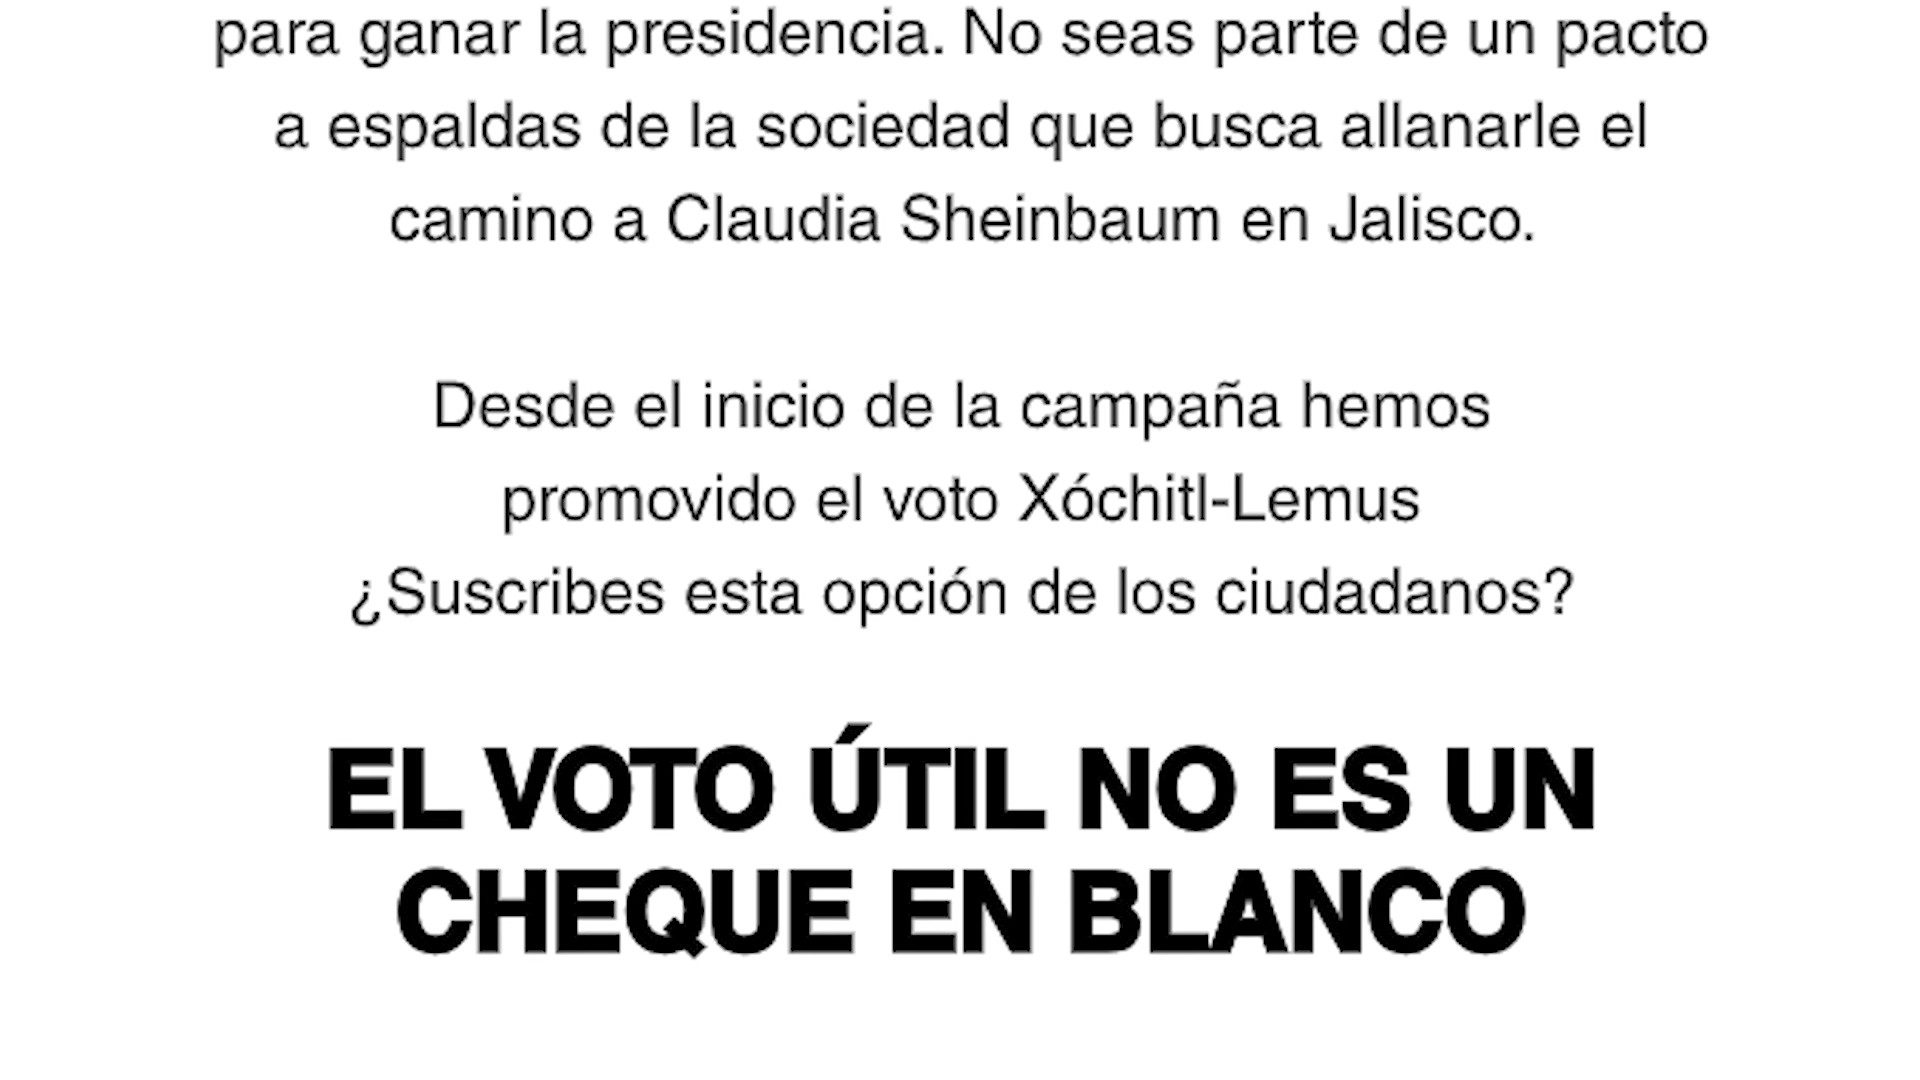 para ganar la presidencia. No seas parte de un pacto
a espaldas de la sociedad que busca allanarle el
camino a Claudia Sheinbaum en Jalisco.
Desde el inicio de la campaña hemos
promovido el voto Xóchitl-Lemus
¿Suscribes esta opción de los ciudadanos?
EL VOTO ÚTIL NO ES UN
CHEQUE EN BLANCO